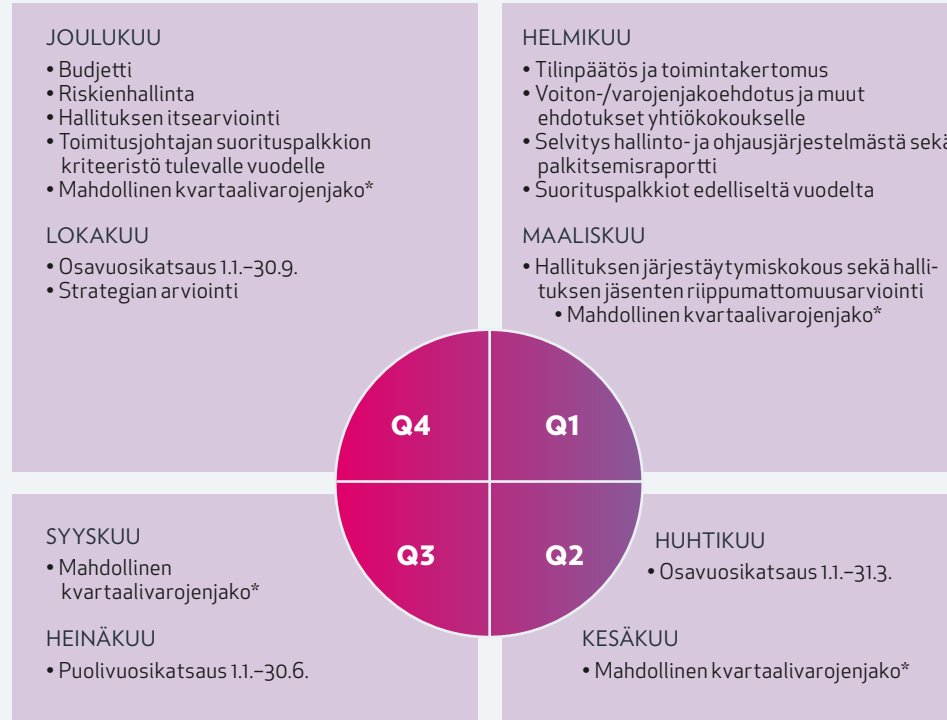 JOULUKUU
• Budjetti
• Riskienhallinta
• Hallituksen itsearviointi
• Toimitusjohtajan suorituspalkkion
kriteeristö tulevalle vuodelle
• Mahdollinen kvartaalivarojenjako*
LOKAKUU
• Osavuosikatsaus 1.1.–30.9.
• Strategian arviointi
HELMIKUU
• Tilinpäätös ja toimintakertomus
• Voiton-/varojenjakoehdotus ja muut
ehdotukset yhtiökokoukselle
• Selvitys hallinto- ja ohjausjärjestelmästä sekä
palkitsemisraportti
• Suorituspalkkiot edelliseltä vuodelta
MAALISKUU
• Hallituksen järjestäytymiskokous sekä halli-
tuksen jäsenten riippumattomuusarviointi
• Mahdollinen kvartaalivarojenjako*
Q4
Q1
Q3
Q2
SYYSKUU
• Mahdollinen
kvartaalivarojenjako*
HEINÄKUU
• Puolivuosikatsaus 1.1.–30.6.
HUHTIKUU
• Osavuosikatsaus 1.1.–31.3.
KESÄKUU
• Mahdollinen kvartaalivarojenjako*